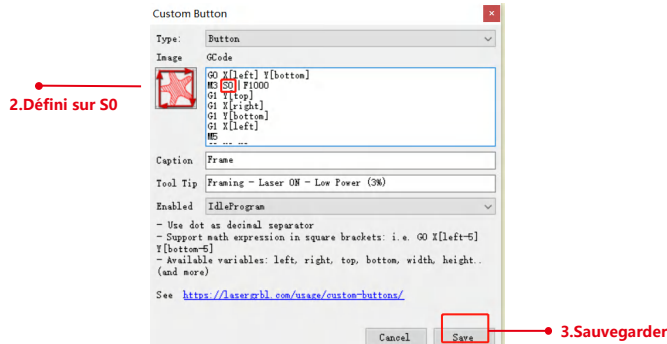 Custom Button
Type: Button
Image GCode
G0 X[left] Y[bottom]
M3 S0 F1000
G1 Y[top]
G1 X[right]
G1 Y[bottom]
G1 X[left]
M5
2.Défini sur S0
Caption Frame
Tool Tip Framing - Laser ON - Low Power (3%)
Enabled IdleProgram
- Use dot as decimal separator
- Support math expression in square brackets: i.e. G0 X[left-5]
Y[bottom-5]
- Available variables: left, right, top, bottom, width, height..
(and more)
See https://lasergrbl.com/usage/custom-buttons/
Cancel Save
3.Sauvegarder